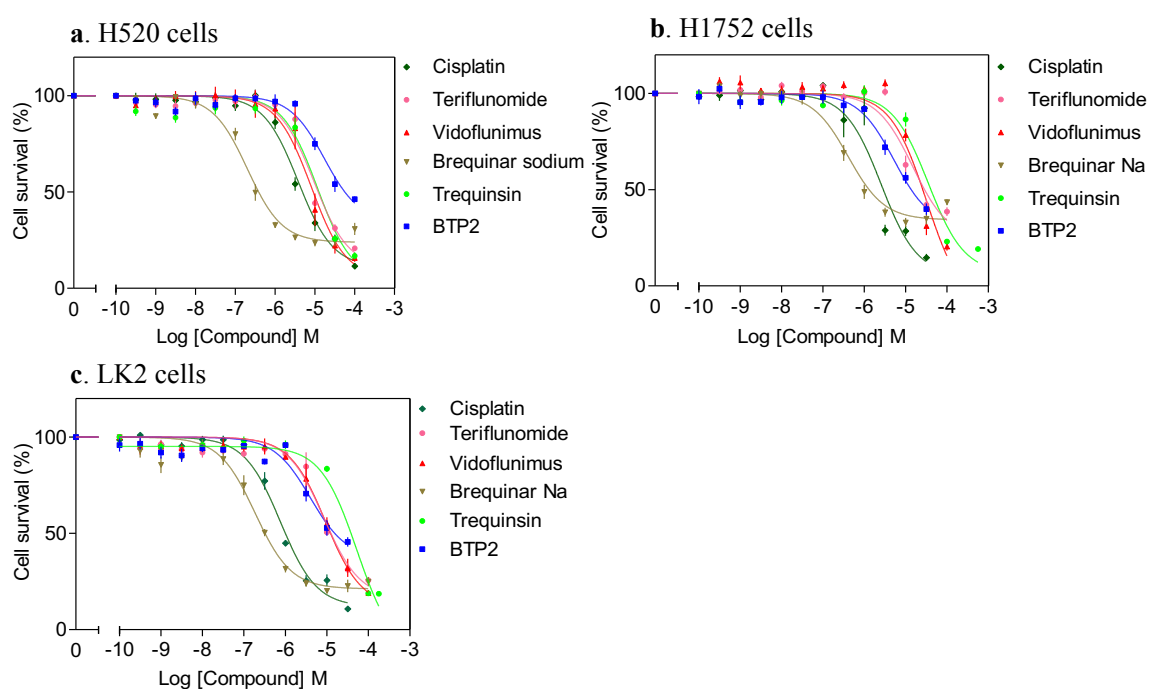 a. H520 cells
Cell survival (%)
100
50
0
0 -10 -9 -8 -7 -6 -5 -4 -3
Log [Compound] M
Cisplatin
Teriflunomide
Vidoflunimus
Brequinar sodium
Trequinsin
BTP2
b. H1752 cells
Cell survival (%)
100
50
0
0 -10 -9 -8 -7 -6 -5 -4 -3
Log [Compound] M
Cisplatin
Teriflunomide
Vidoflunimus
Brequinar Na
Trequinsin
BTP2
c. LK2 cells
Cell survival (%)
100
50
0
0 -10 -9 -8 -7 -6 -5 -4 -3
Log [Compound] M
Cisplatin
Teriflunomide
Vidoflunimus
Brequinar Na
Trequinsin
BTP2